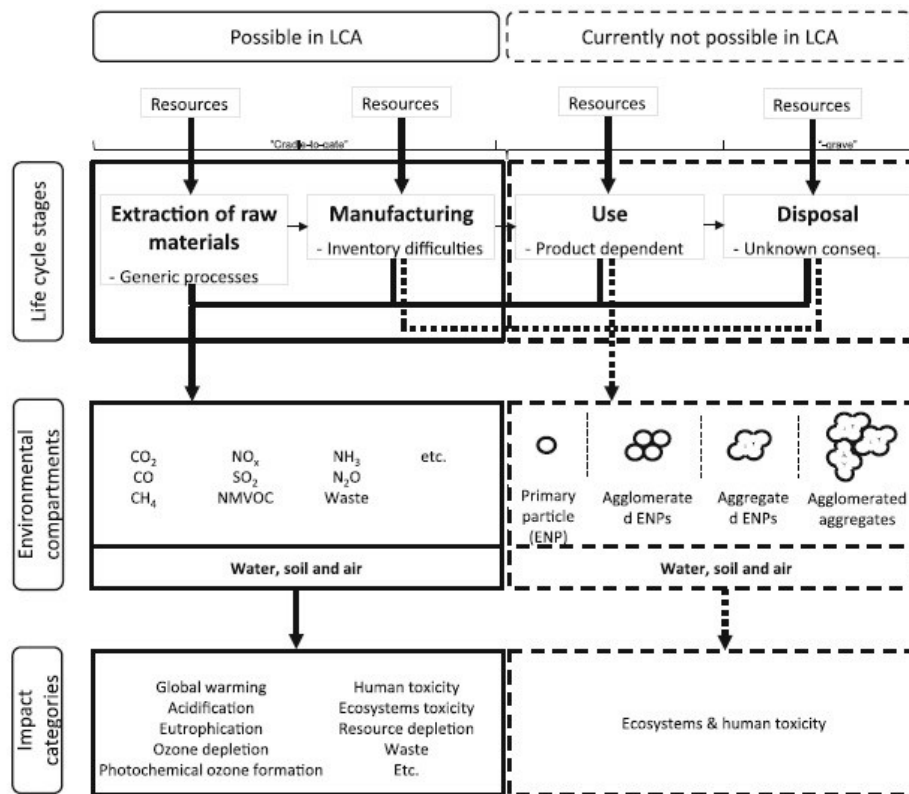 Possible in LCA
Currently not possible in LCA
Resources
Resources
Resources
Resources
"Cradle-to-gate"
"-grave"
Life cycle stages
Extraction of raw
materials
- Generic processes
Manufacturing
- Inventory difficulties
Use
- Product dependent
Disposal
- Unknown conseq.
Environmental
compartments
CO₂
NOₓ
NH₃
etc.
CO
SO₂
N₂O
CH₄
NMVOC
Waste
Primary
particle
(ENP)
Agglomerate
d ENPs
Aggregate
d ENPs
Agglomerated
aggregates
Water, soil and air
Water, soil and air
Impact
categories
Global warming
Acidification
Eutrophication
Ozone depletion
Photochemical ozone formation
Human toxicity
Ecosystems toxicity
Resource depletion
Waste
Etc.
Ecosystems & human toxicity